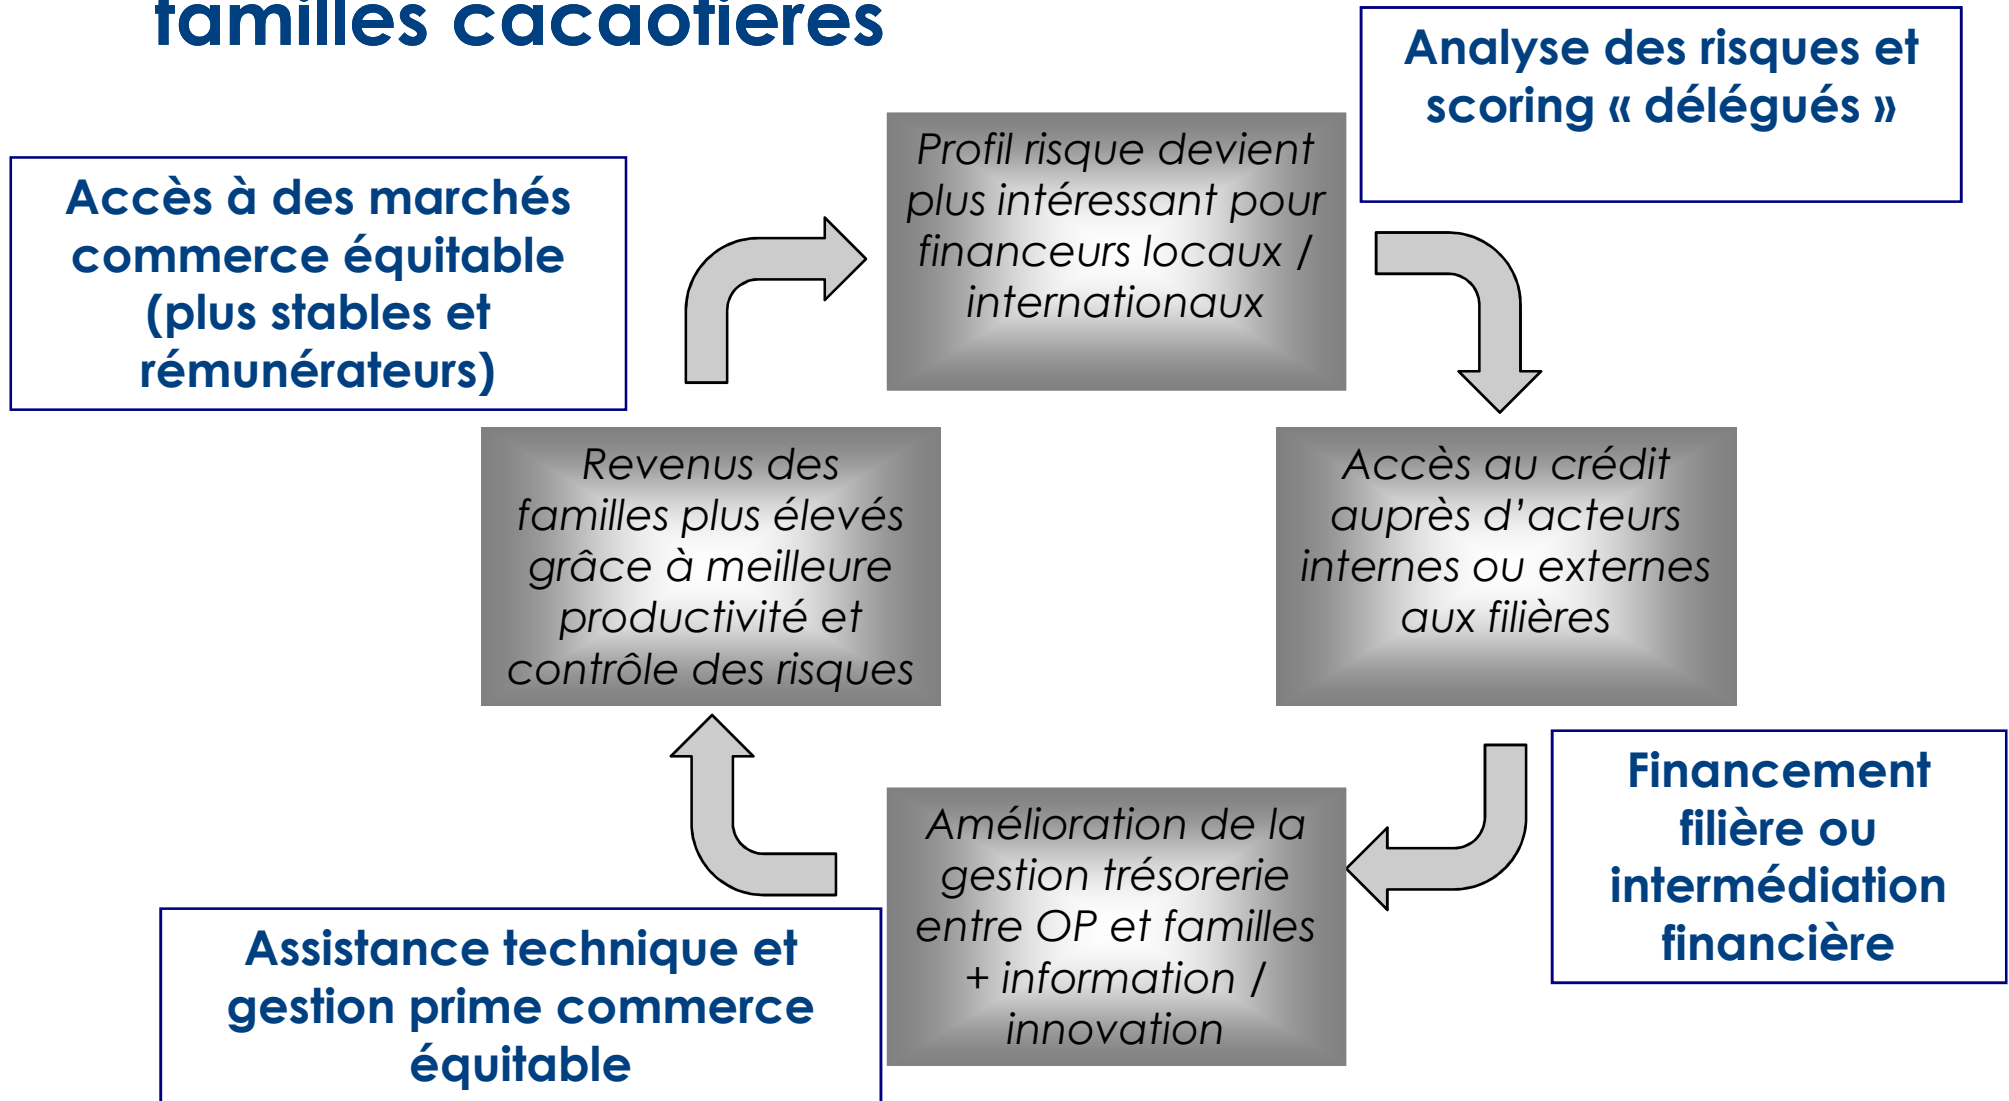 familles cacaotières
Analyse des risques et
scoring « délégués »
Profil risque devient
plus intéressant pour
financeurs locaux /
internationaux
Accès à des marchés
commerce équitable
(plus stables et
rémunérateurs)
Revenus des
familles plus élevés
grâce à meilleure
productivité et
contrôle des risques
Accès au crédit
auprès d’acteurs
internes ou externes
aux filières
Financement
filière ou
intermédiation
financière
Amélioration de la
gestion trésorerie
entre OP et familles
+ information /
innovation
Assistance technique et
gestion prime commerce
équitable